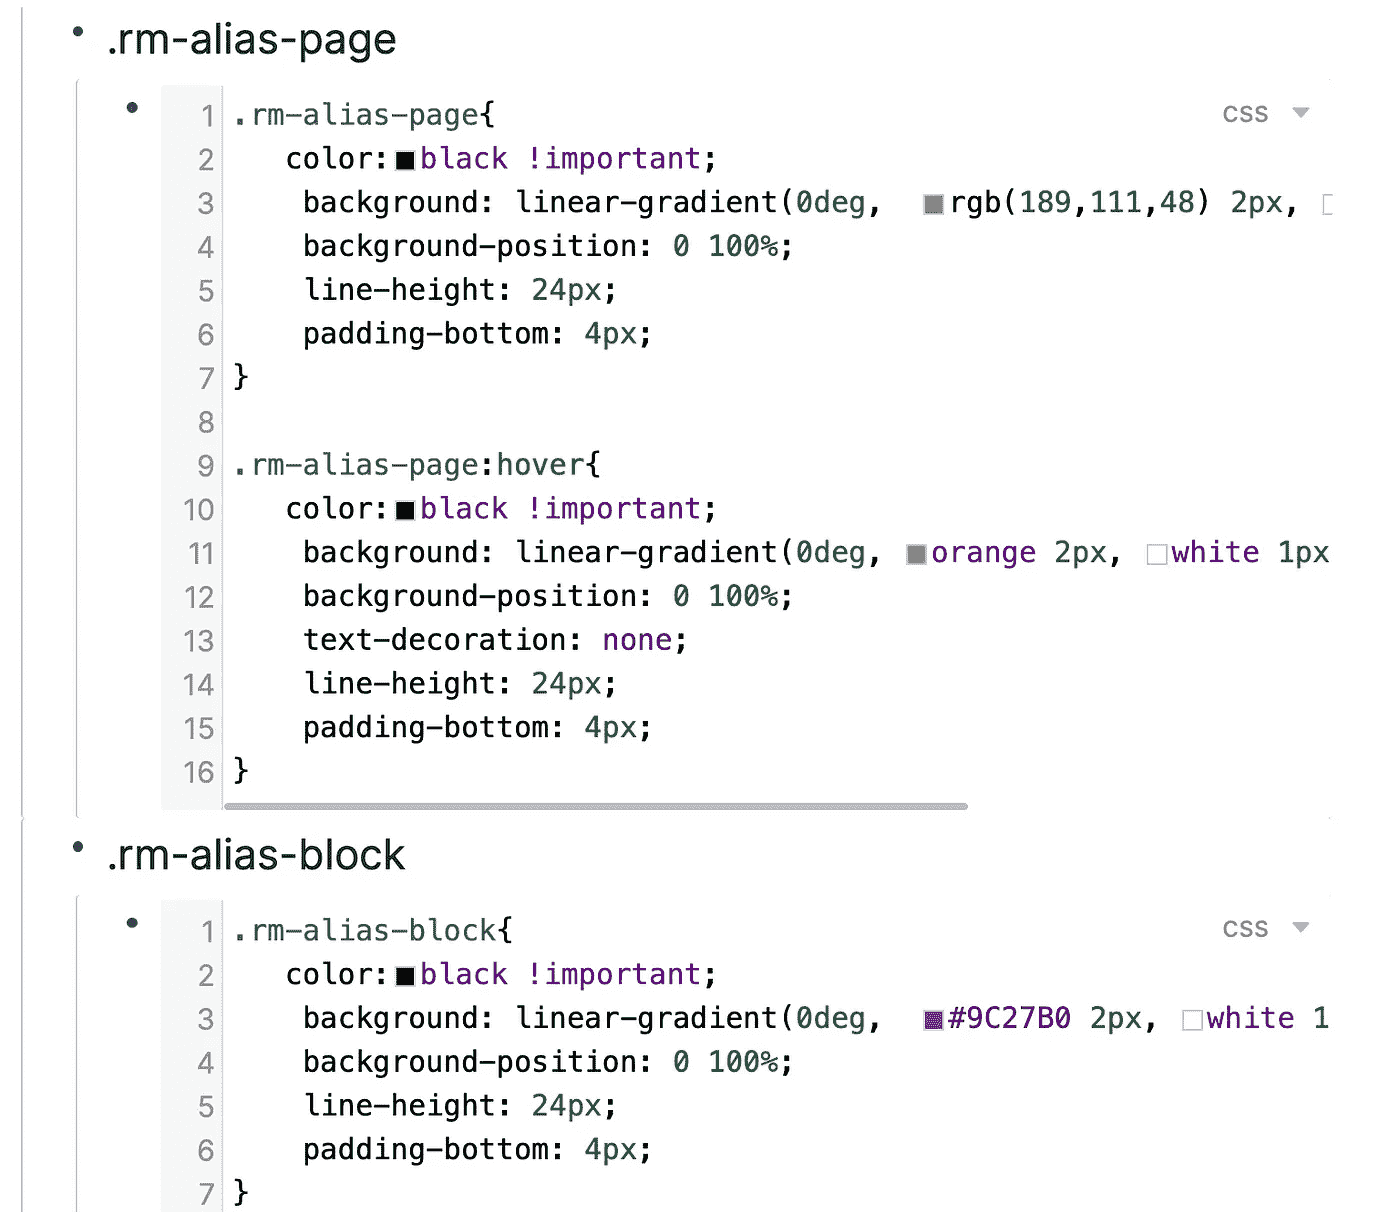 .rm-alias-page
css
1 .rm-alias-page{
2 color: black !important;
3 background: linear-gradient(0deg, rgb(189,111,48) 2px,
4 background-position: 0 100%;
5 line-height: 24px;
6 padding-bottom: 4px;
7 }
8
9 .rm-alias-page:hover{
10 color: black !important;
11 background: linear-gradient(0deg, orange 2px, white 1px
12 background-position: 0 100%;
13 text-decoration: none;
14 line-height: 24px;
15 padding-bottom: 4px;
16 }
.rm-alias-block
css
1 .rm-alias-block{
2 color: black !important;
3 background: linear-gradient(0deg, #9C27B0 2px, white 1
4 background-position: 0 100%;
5 line-height: 24px;
6 padding-bottom: 4px;
7 }